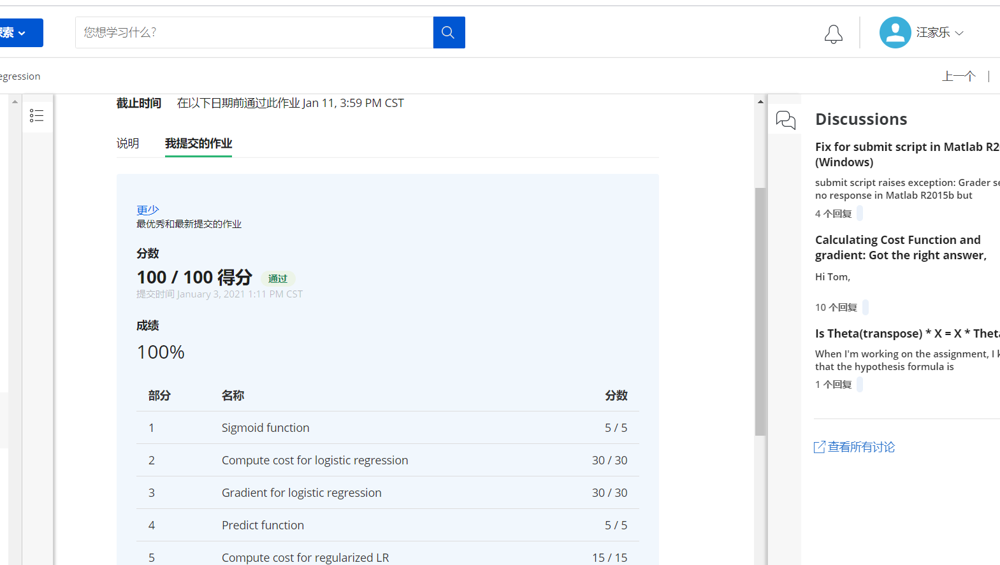 索
您想学习什么?
汪家乐
egression
上一个 |
截止时间 在以下日期前通过此作业 Jan 11, 3:59 PM CST
说明 我提交的作业
更少
最优秀和最新提交的作业
分数
100 / 100 得分 通过
提交时间 January 3, 2021 1:11 PM CST
成绩
100%
部分 名称 分数
1 Sigmoid function 5 / 5
2 Compute cost for logistic regression 30 / 30
3 Gradient for logistic regression 30 / 30
4 Predict function 5 / 5
5 Compute cost for regularized LR 15 / 15
Discussions
Fix for submit script in Matlab R20
(Windows)
submit script raises exception: Grader se
no response in Matlab R2015b but
4 个回复
Calculating Cost Function and
gradient: Got the right answer,
Hi Tom,
10 个回复
Is Theta(transpose) * X = X * Theta
When I'm working on the assignment, I k
that the hypothesis formula is
1 个回复
查看所有讨论